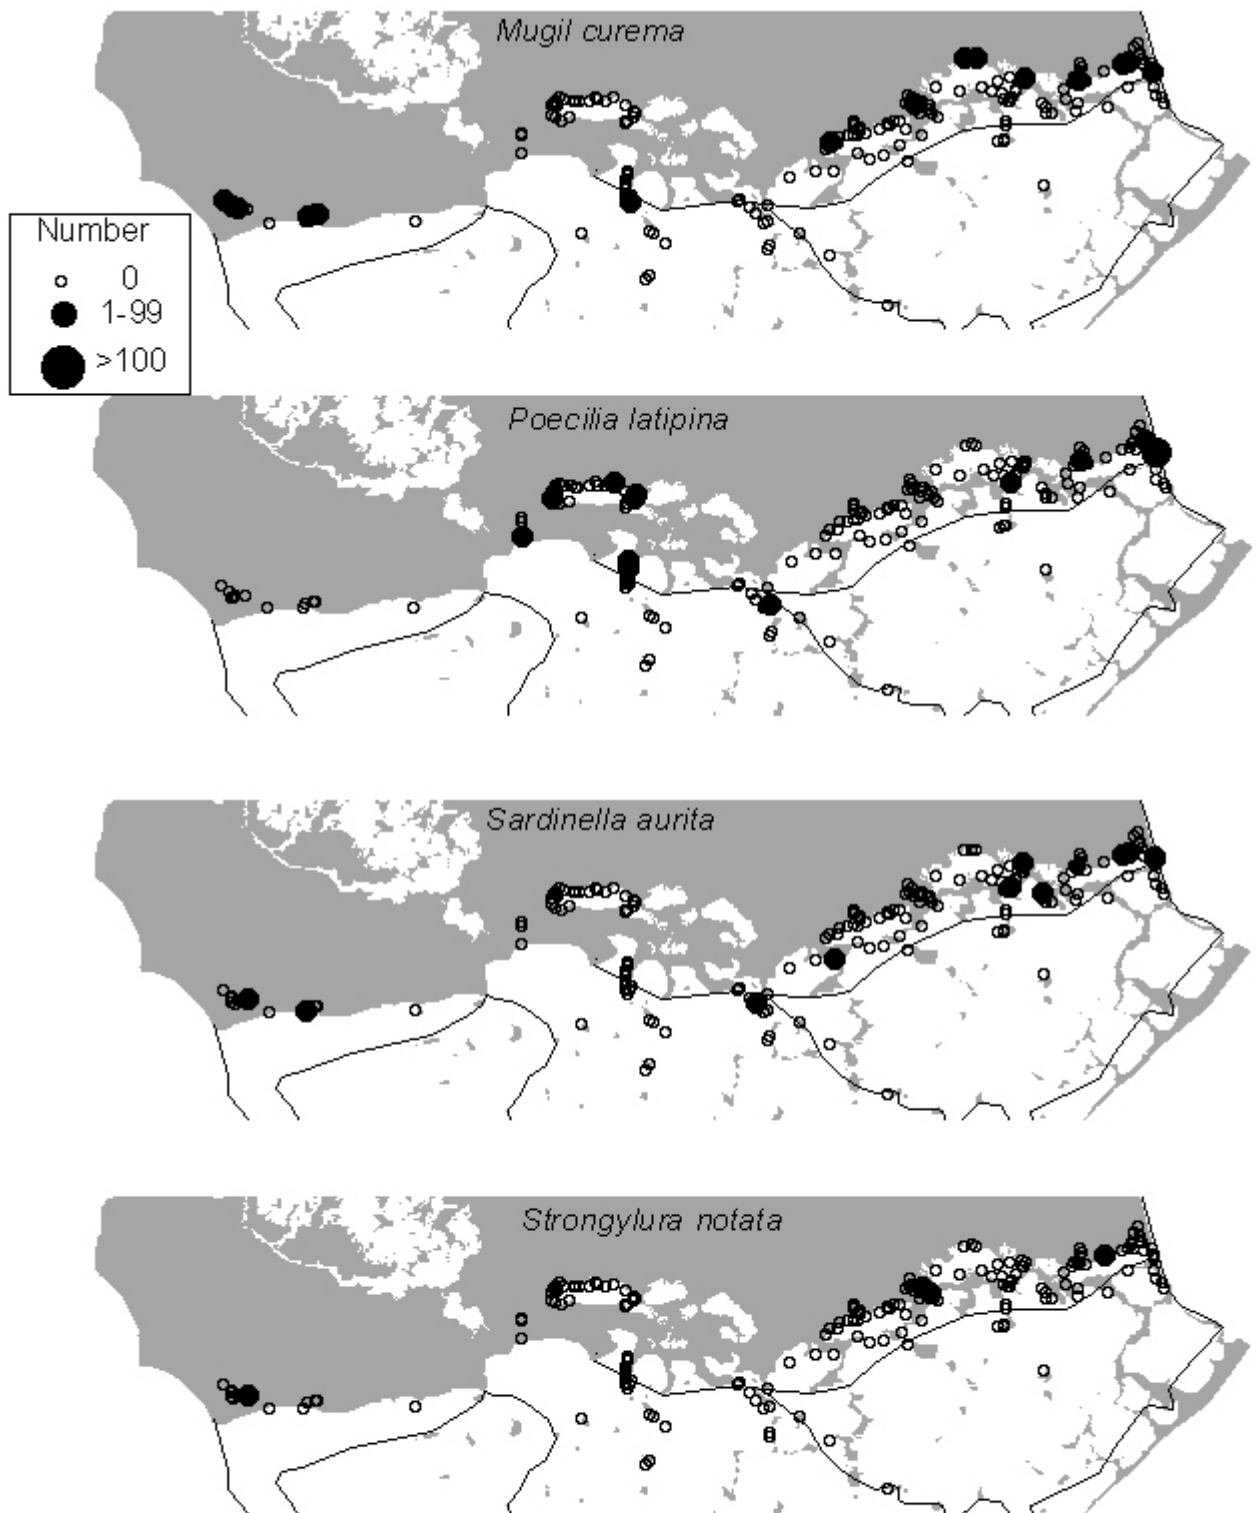 Mugil curema
Number
0
1-99
>100
Poecilia latipina
Sardinella aurita
Strongylura notata